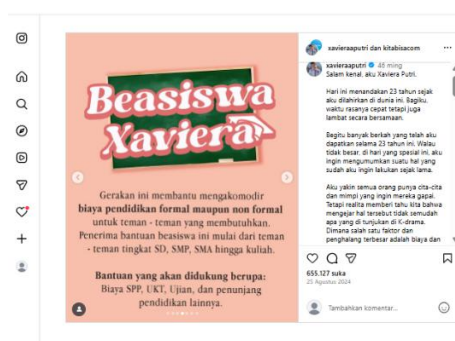 Beasiswa
Xaviera
Gerakan ini membantu mengakomodir
biaya pendidikan formal maupun non formal
untuk teman - teman yang membutuhkan.
Penerima bantuan beasiswa ini mulai dari teman
- teman tingkat SD, SMP, SMA hingga kuliah.
Bantuan yang akan didukung berupa:
Biaya SPP, UKT, Ujian, dan penunjang
pendidikan lainnya.
xavieraaputri dan kitabisacom
xavieraaputri 46 ming
Salam kenal, aku Xaviera Putri.
Hari ini menandakan 23 tahun sejak
aku dilahirkan di dunia ini. Bagiku,
waktu rasanya cepat tetapi juga
lambat secara bersamaan.
Begitu banyak berkah yang telah aku
dapatkan selama 23 tahun ini. Walau
tidak besar, di hari yang spesial ini, aku
ingin mengumumkan suatu hal yang
sudah aku ingin lakukan sejak lama.
Aku yakin semua orang punya cita-cita
dan mimpi yang ingin mereka gapai.
Tetapi realita memberi tahu kita bahwa
mengejar hal tersebut tidak semudah
apa yang di tunjukan di K-drama.
Dimana salah satu faktor dan
penghalang terbesar adalah biaya dan
655.127 suka
25 Agustus 2024
Tambahkan komentar...